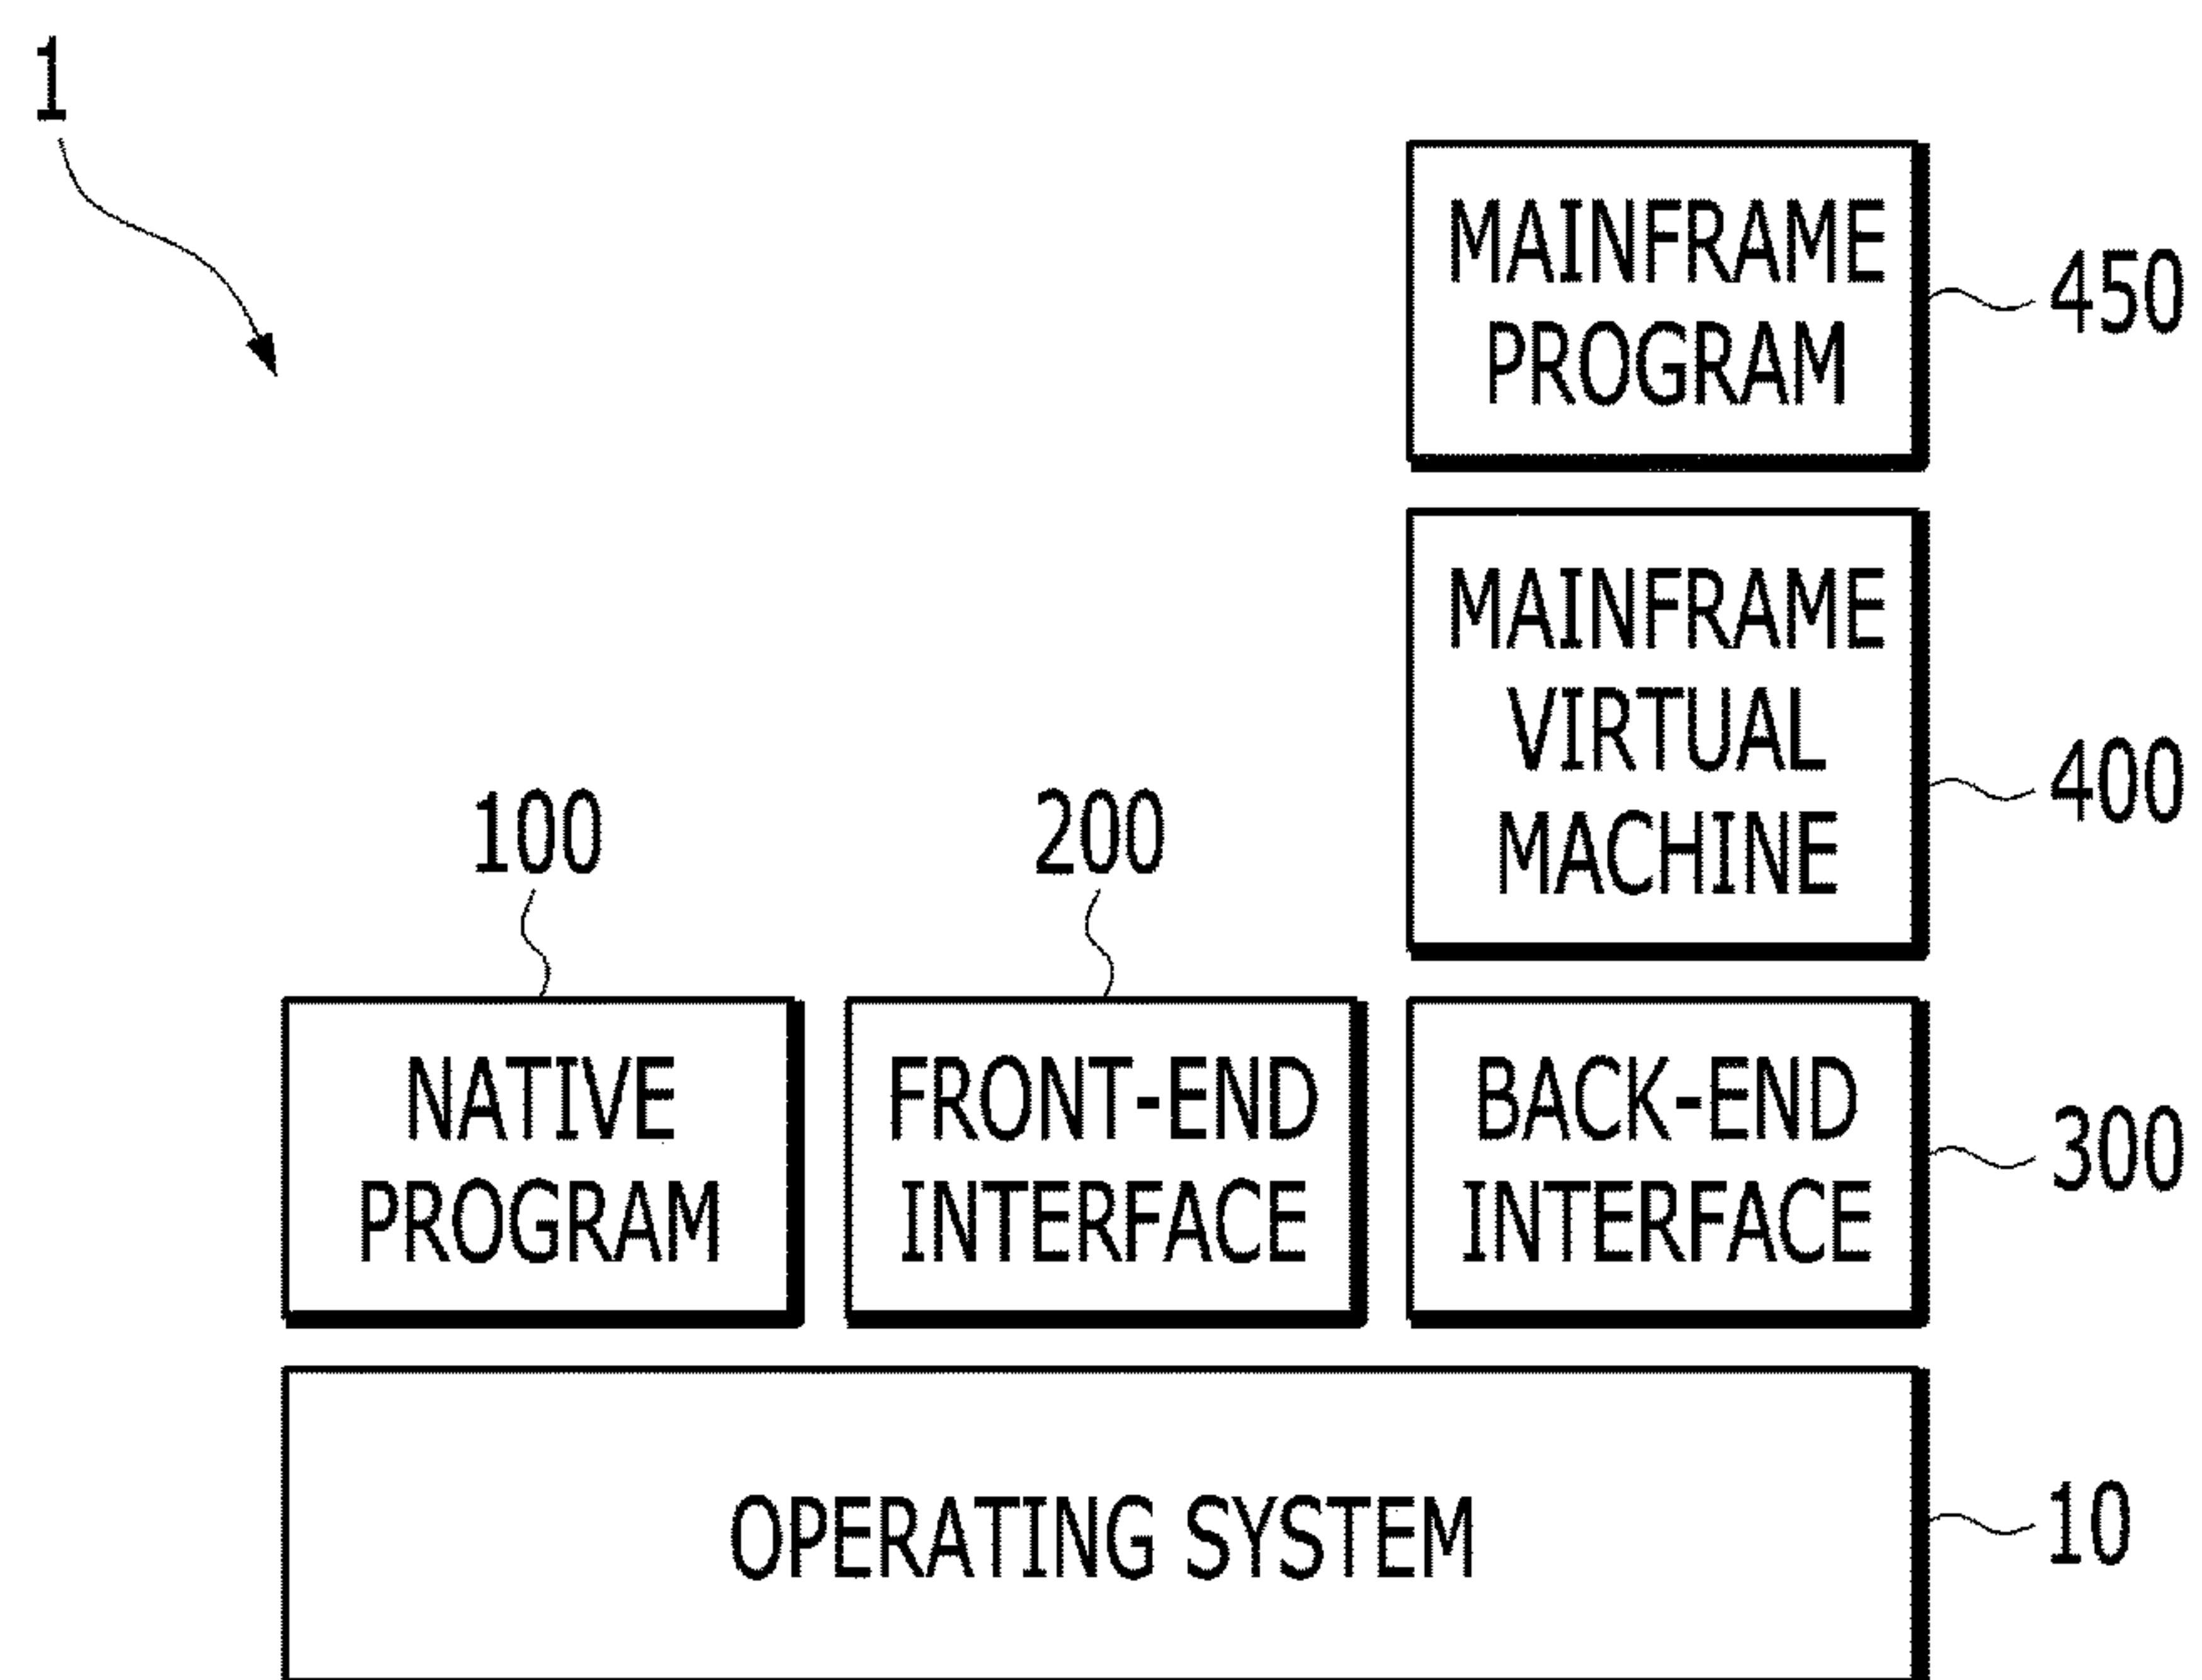 1
MAINFRAME
PROGRAM
450
MAINFRAME
VIRTUAL
MACHINE
400
100
200
NATIVE
PROGRAM
FRONT-END
INTERFACE
BACK-END
INTERFACE
300
OPERATING SYSTEM
10